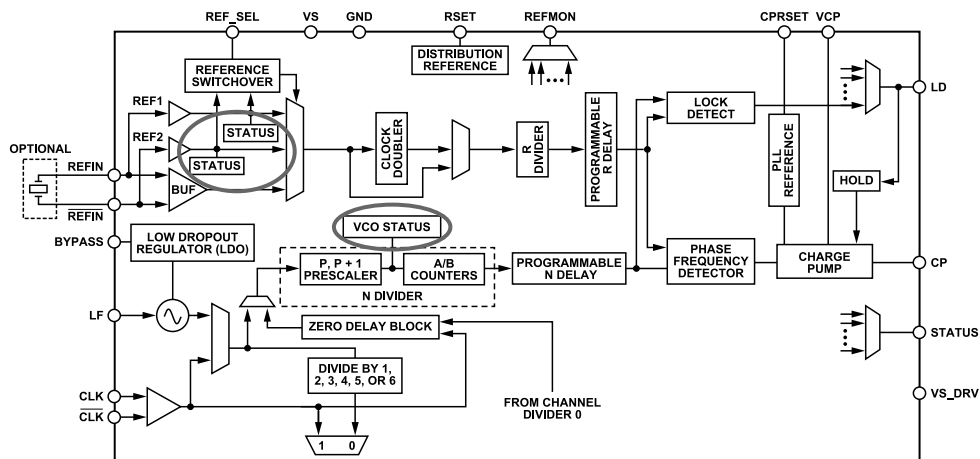 REF_SEL
VS
GND
RSET
REFMON
CPRSET
VCP
DISTRIBUTION
REFERENCE
REFERENCE
SWITCHOVER
REF1
REF2
STATUS
STATUS
BUF
OPTIONAL
REFIN
REFIN
CLOCK
DOUBLER
R
DIVIDER
PROGRAMMABLE
R DELAY
LOCK
DETECT
PLL
REFERENCE
LD
HOLD
VCO STATUS
BYPASS
LOW DROPOUT
REGULATOR (LDO)
P, P + 1
PRESCALER
A/B
COUNTERS
N DIVIDER
PROGRAMMABLE
N DELAY
PHASE
FREQUENCY
DETECTOR
CHARGE
PUMP
CP
LF
ZERO DELAY BLOCK
STATUS
DIVIDE BY 1,
2, 3, 4, 5, OR 6
FROM CHANNEL
DIVIDER 0
VS_DRV
CLK
CLK
1 0